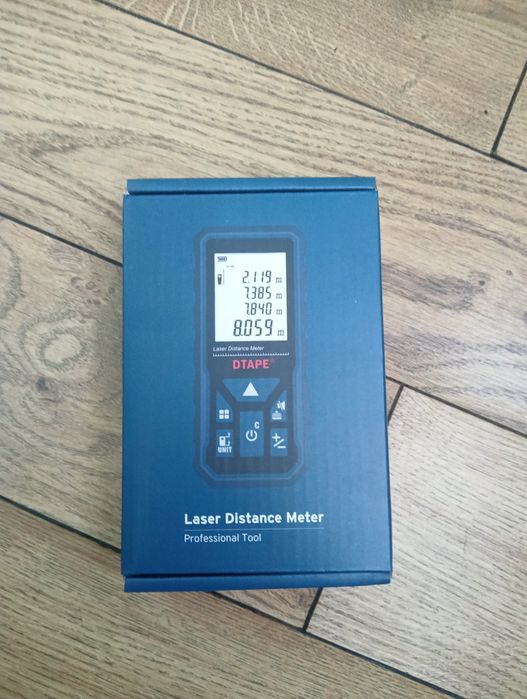 2.119 m
7.385 m
7.840 m
8.059 m
Laser Distance Meter
DTAPE®
C
UNIT
Laser Distance Meter
Professional Tool